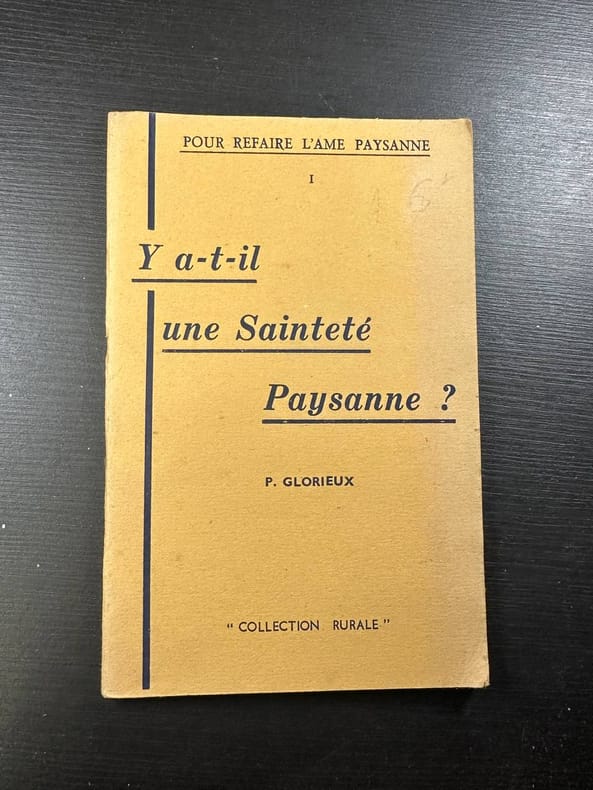 POUR REFAIRE L'AME PAYSANNE
I
Y a-t-il
une Sainteté
Paysanne ?
P. GLORIEUX
" COLLECTION RURALE "